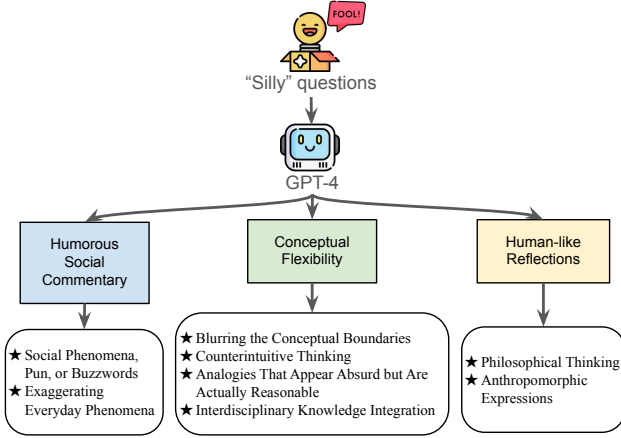 FOOL!
“Silly” questions
GPT-4
Humorous
Social
Commentary
Conceptual
Flexibility
Human-like
Reflections
★ Social Phenomena,
Pun, or Buzzwords
★ Exaggerating
Everyday Phenomena
★ Blurring the Conceptual Boundaries
★ Counterintuitive Thinking
★ Analogies That Appear Absurd but Are
Actually Reasonable
★ Interdisciplinary Knowledge Integration
★ Philosophical Thinking
★ Anthropomorphic
Expressions